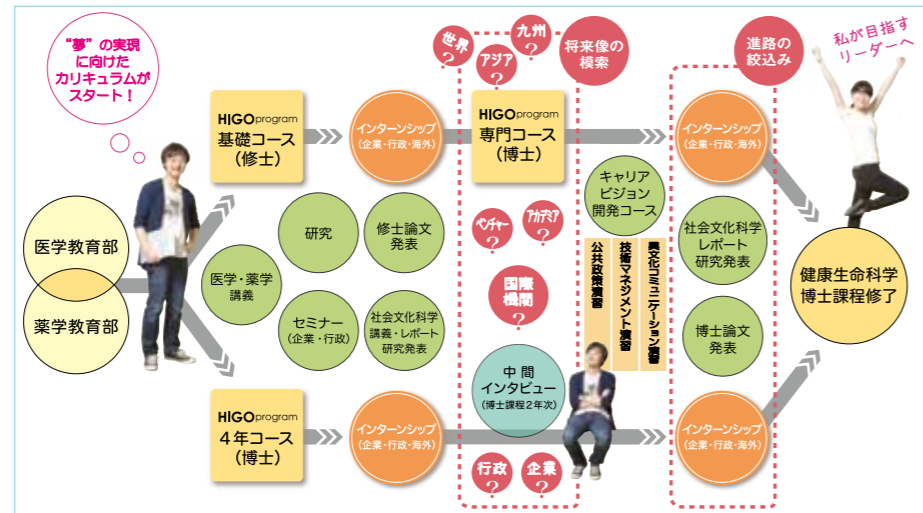 “夢”の実現
に向けた
カリキュラムが
スタート！
医学教育部
薬学教育部
HIGOprogram
基礎コース
（修士）
インターンシップ
（企業・行政・海外）
世界
?
アジア
?
九州
?
将来像の
模索
HIGOprogram
専門コース
（博士）
進路の
絞込み
インターンシップ
（企業・行政・海外）
私が目指す
リーダーへ
医学・薬学
講義
研究
修士論文
発表
セミナー
（企業・行政）
社会文化科学
講義・レポート
研究発表
ベンチャー
?
アカデミア
?
国際
機関
?
キャリア
ビジョン
開発コース
異文化コミュニケーション演習
技術マネジメント演習
公共政策演習
社会文化科学
レポート
研究発表
博士論文
発表
健康生命科学
博士課程修了
中間
インタビュー
（博士課程2年次）
HIGOprogram
4年コース
（博士）
インターンシップ
（企業・行政・海外）
行政
?
企業
?
インターンシップ
（企業・行政・海外）